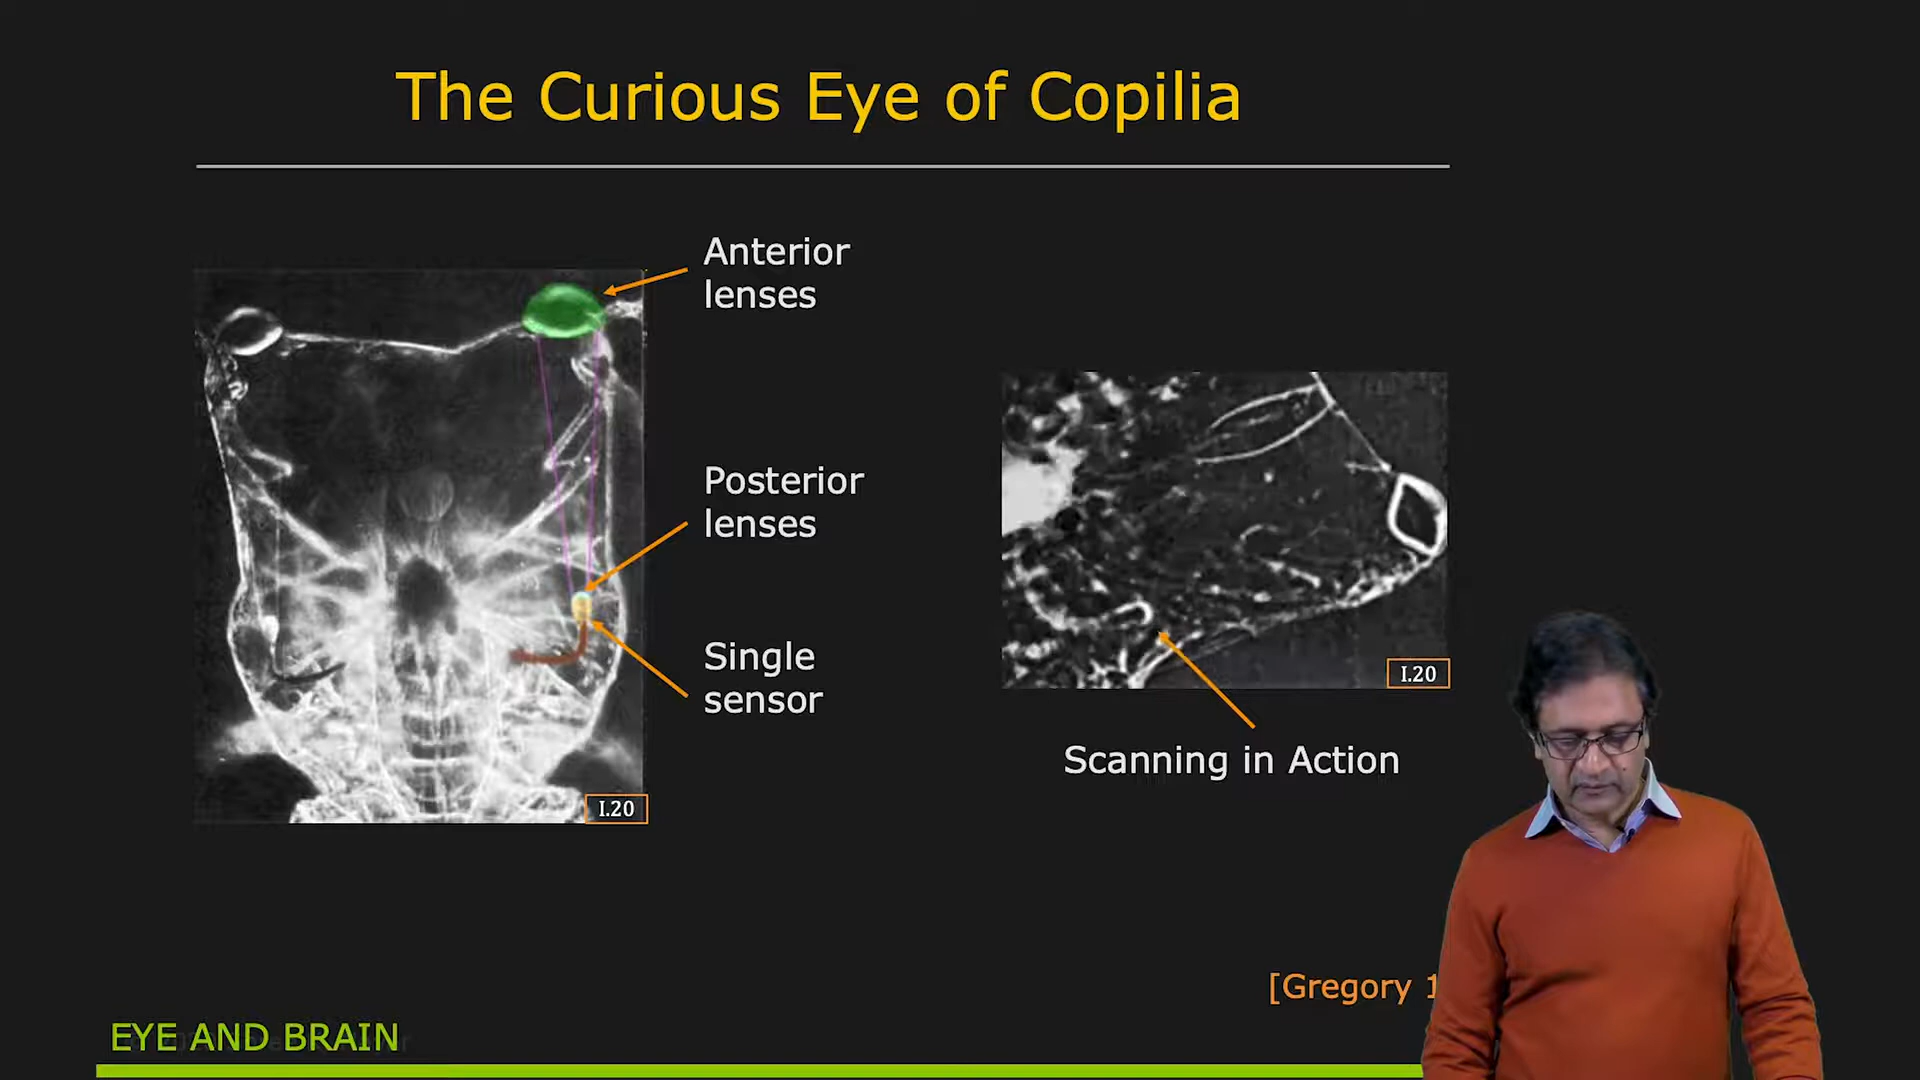 The Curious Eye of Copilia
Anterior
lenses
Posterior
lenses
Single
sensor
I.20
I.20
Scanning in Action
[Gregory
EYE AND BRAIN